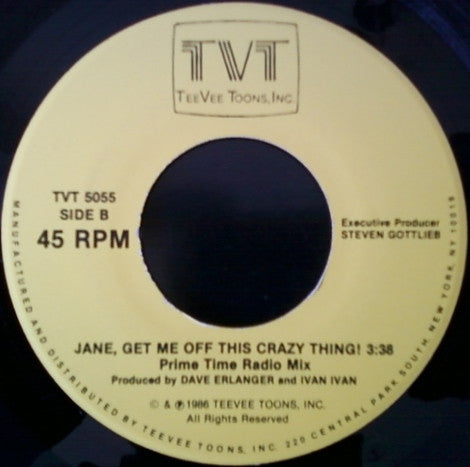 TVT
TEEVEE TOONS, INC.
TVT 5055
SIDE B
45 RPM
Executive Producer
STEVEN GOTTLIEB
JANE, GET ME OFF THIS CRAZY THING! 3:38
Prime Time Radio Mix
Produced by DAVE ERLANGER and IVAN IVAN
© & ℗ 1986 TEEVEE TOONS, INC.
All Rights Reserved
MANUFACTURED AND DISTRIBUTED BY TEEVEE TOONS, INC. 220 CENTRAL PARK SOUTH, NEW YORK, NY 10019